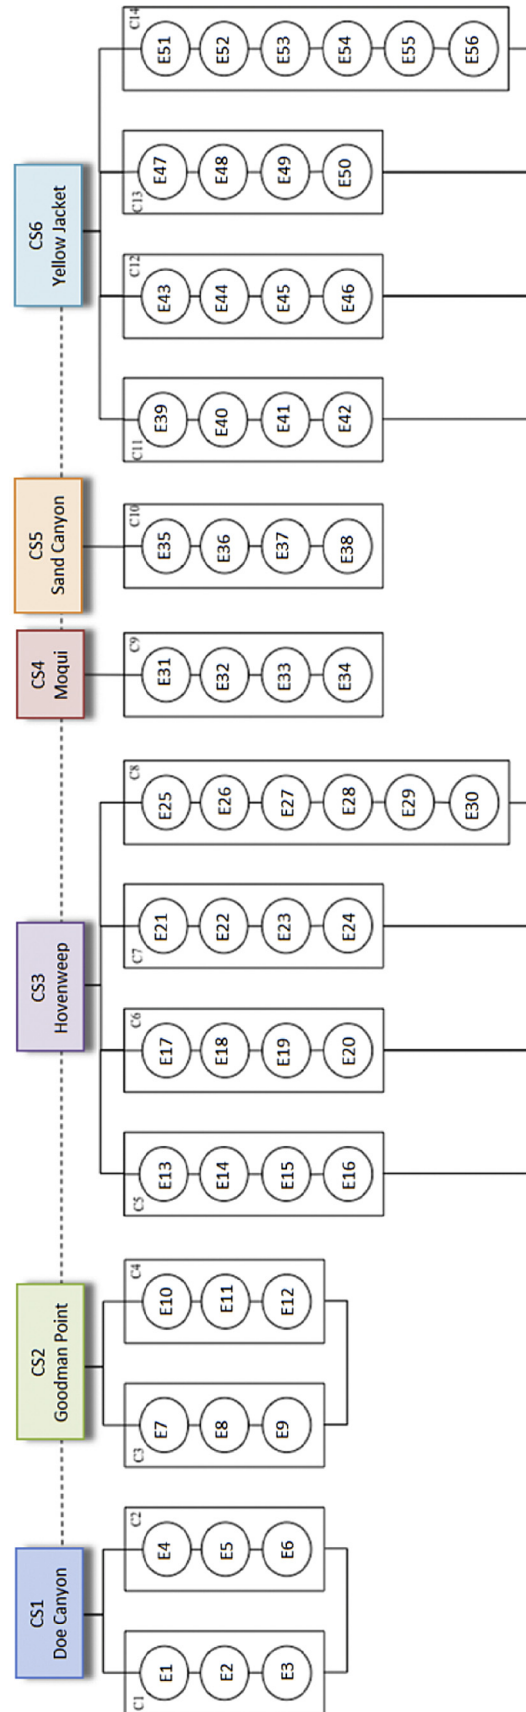 CS1
Doe Canyon
C1
E1
E2
E3
C2
E4
E5
E6
CS2
Goodman Point
C3
E7
E8
E9
C4
E10
E11
E12
CS3
Hovenweep
C5
E13
E14
E15
E16
C6
E17
E18
E19
E20
C7
E21
E22
E23
E24
C8
E25
E26
E27
E28
E29
E30
CS4
Moqui
C9
E31
E32
E33
E34
CS5
Sand Canyon
C10
E35
E36
E37
E38
CS6
Yellow Jacket
C11
E39
E40
E41
E42
C12
E43
E44
E45
E46
C13
E47
E48
E49
E50
C14
E51
E52
E53
E54
E55
E56